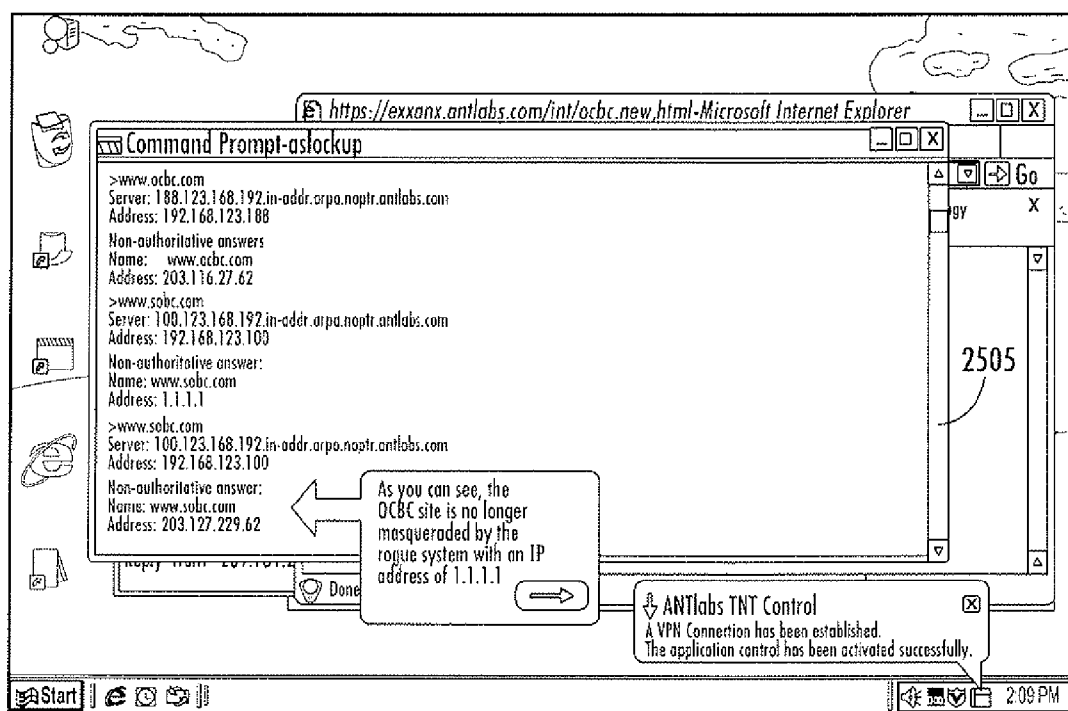 https://exxanx.antlabs.com/int/ocbc.new,html-Microsoft Internet Explorer
Command Prompt-aslockup
Go
gy
X
>www.ocbc.com
Server: 188.123.168.192.in-addr.arpa.noptr.antlabs.com
Address: 192.168.123.188
Non-authoritative answers
Name: www.ocbc.com
Address: 203.116.27.62
>www.sobc.com
Server: 100.123.168.192.in-addr.arpa.noptr.antlabs.com
Address: 192.168.123.100
Non-authoritative answer:
Name: www.sobc.com
Address: 1.1.1.1
>www.sobc.com
Server: 100.123.168.192.in-addr.arpa.noptr.antlabs.com
Address: 192.168.123.100
Non-authoritative answer:
Name: www.sobc.com
Address: 203.127.229.62
2505
As you can see, the
OCBC site is no longer
masqueraded by the
rogue system with an IP
address of 1.1.1.1
Done
ANTlabs TNT Control
A VPN Connection has been established.
The application control has been activated successfully.
Start
2:09 PM